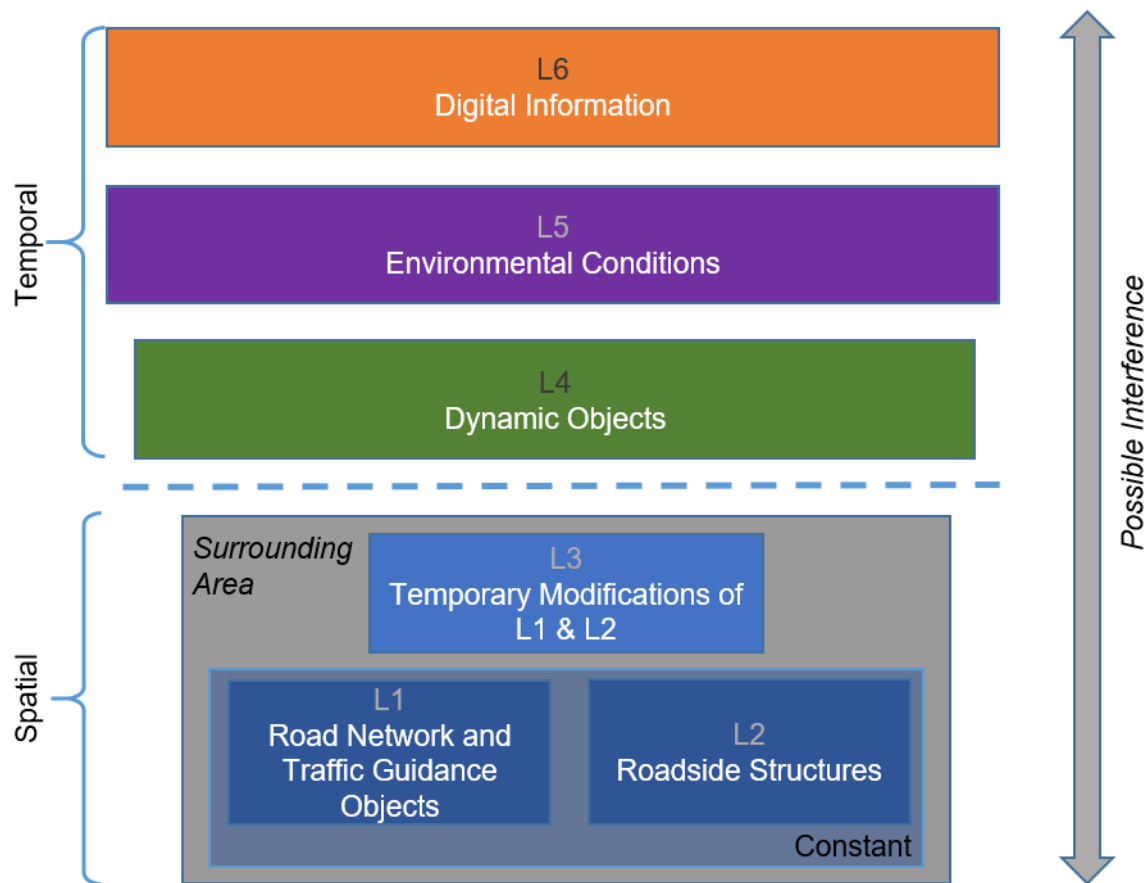 L6
Digital Information
L5
Environmental Conditions
L4
Dynamic Objects
Temporal
Possible Interference
Surrounding
Area
L3
Temporary Modifications of
L1 & L2
Spatial
L1
Road Network and
Traffic Guidance
Objects
L2
Roadside Structures
Constant